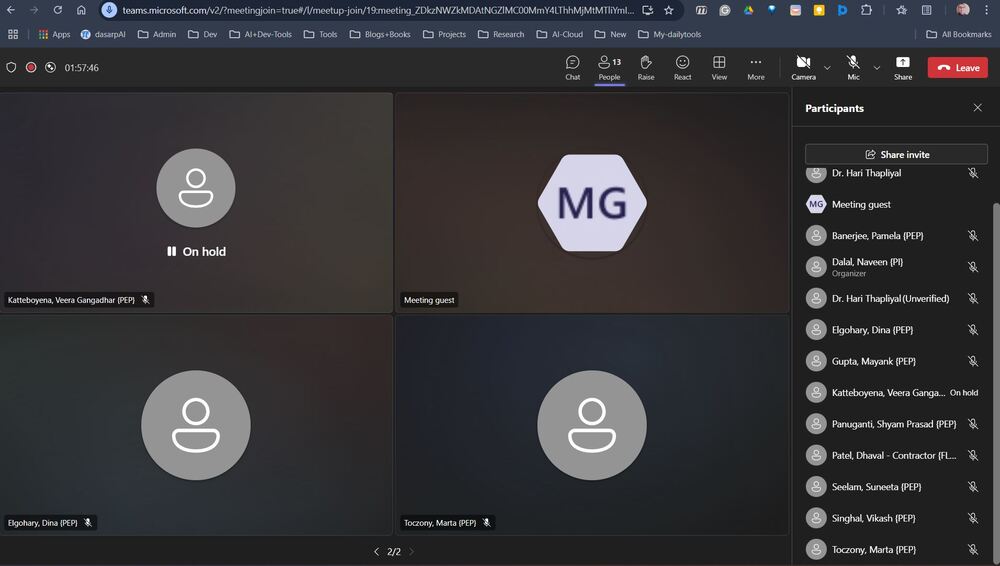 teams.microsoft.com/v2/?meetingjoin=true#/l/meetup-join/19:meeting_ZDkzNWZkMDAtNGZlMC00MmY4LThhMjMtMTliYmI...
Apps dasarpAI Admin Dev AI+Dev-Tools Tools Blogs+Books Projects Research AI-Cloud New My-dailytools All Bookmarks
01:57:46
Chat
13
People
Raise
React
View
More
Camera
Mic
Share
Leave
On hold
Katteboyena, Veera Gangadhar {PEP}
MG
Meeting guest
Elgohary, Dina {PEP}
Toczony, Marta {PEP}
2/2
Participants
Share invite
Dr. Hari Thapliyal
MG Meeting guest
Banerjee, Pamela {PEP}
Dalal, Naveen {PI}
Organizer
Dr. Hari Thapliyal (Unverified)
Elgohary, Dina {PEP}
Gupta, Mayank {PEP}
Katteboyena, Veera Ganga... On hold
Panuganti, Shyam Prasad {PEP}
Patel, Dhaval - Contractor {FL...
Seelam, Suneeta {PEP}
Singhal, Vikash {PEP}
Toczony, Marta {PEP}